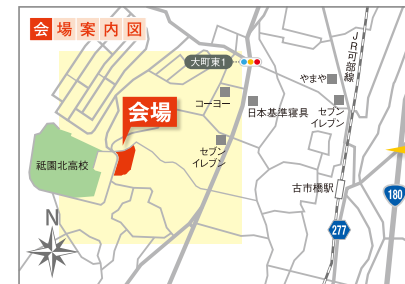 会場案内図
大町東1
JR可部線
やまや
コーヨー
日本基準寝具
セブン
イレブン
会場
セブン
イレブン
祗園北高校
古市橋駅
180
N
277